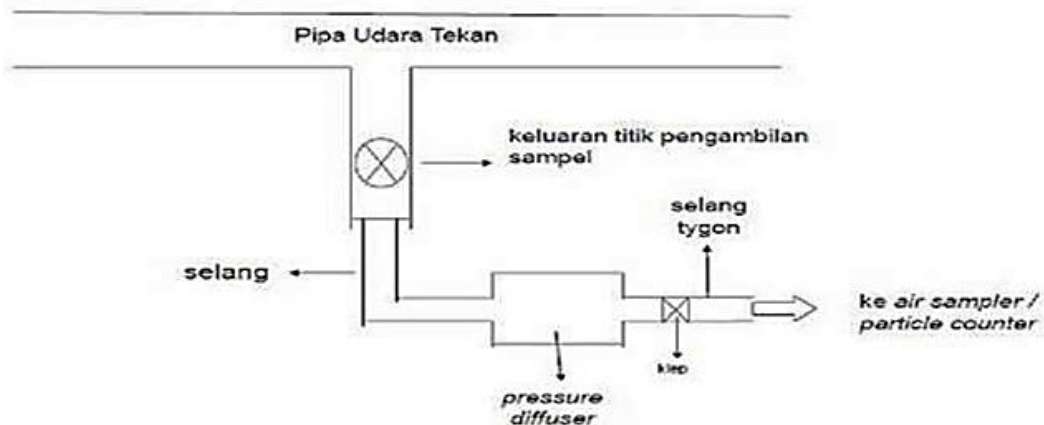 Pipa Udara Tekan
keluaran titik pengambilan
sampel
selang
tygon
selang
ke air sampler /
particle counter
klep
pressure
diffuser